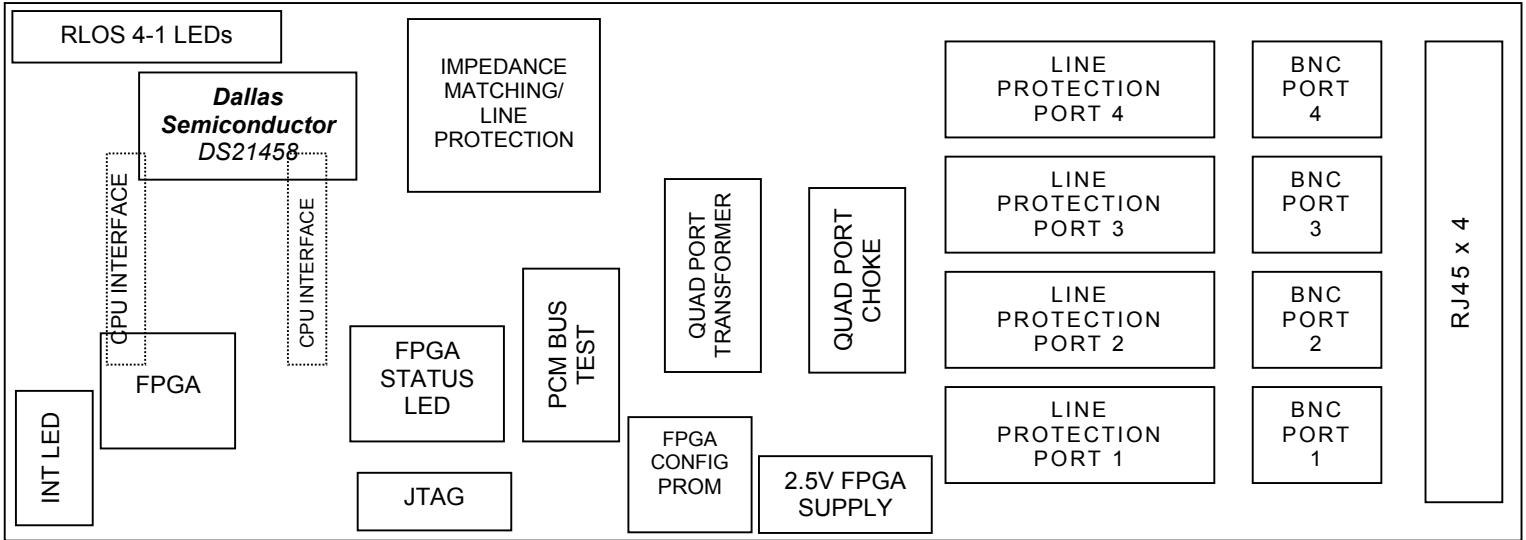 RLOS 4-1 LEDs
Dallas
Semiconductor
DS21458
IMPEDANCE
MATCHING/
LINE
PROTECTION
LINE
PROTECTION
PORT 4
BNC
PORT
4
CPU INTERFACE
CPU INTERFACE
QUAD PORT
TRANSFORMER
QUAD PORT
CHOKE
LINE
PROTECTION
PORT 3
BNC
PORT
3
RJ45 x 4
FPGA
FPGA
STATUS
LED
PCM BUS
TEST
LINE
PROTECTION
PORT 2
BNC
PORT
2
INT LED
JTAG
FPGA
CONFIG
PROM
2.5V FPGA
SUPPLY
LINE
PROTECTION
PORT 1
BNC
PORT
1